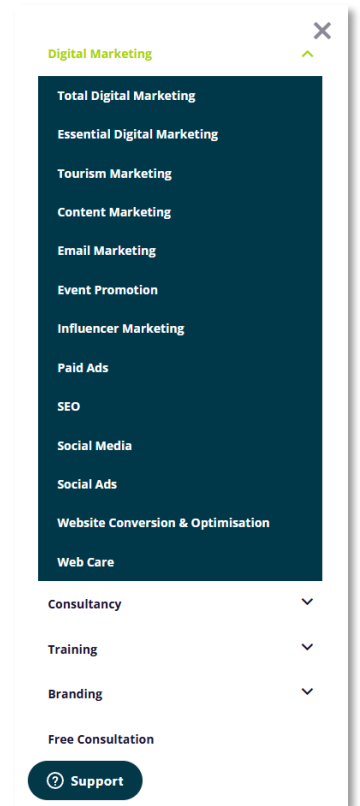 Digital Marketing
Total Digital Marketing
Essential Digital Marketing
Tourism Marketing
Content Marketing
Email Marketing
Event Promotion
Influencer Marketing
Paid Ads
SEO
Social Media
Social Ads
Website Conversion & Optimisation
Web Care
Consultancy
Training
Branding
Free Consultation
Support